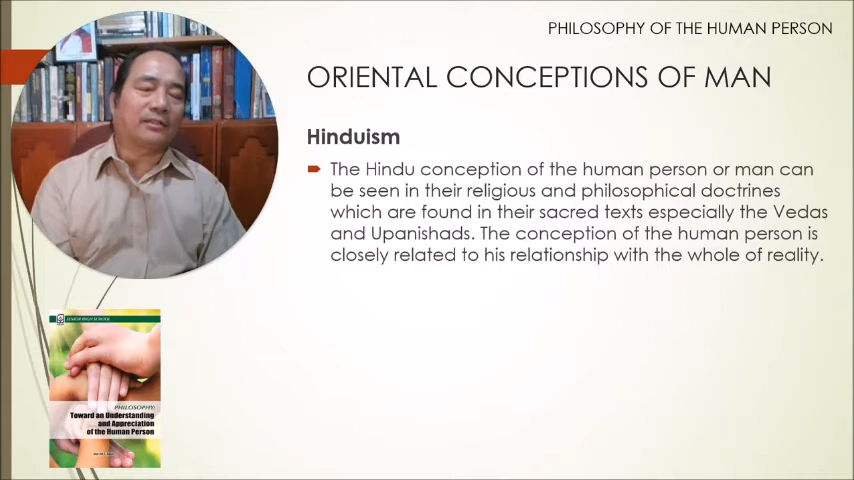 PHILOSOPHY OF THE HUMAN PERSON
ORIENTAL CONCEPTIONS OF MAN
Hinduism
The Hindu conception of the human person or man can
be seen in their religious and philosophical doctrines
which are found in their sacred texts especially the Vedas
and Upanishads. The conception of the human person is
closely related to his relationship with the whole of reality.
PHILOSOPHY:
Toward an Understanding
and Appreciation
of the Human Person